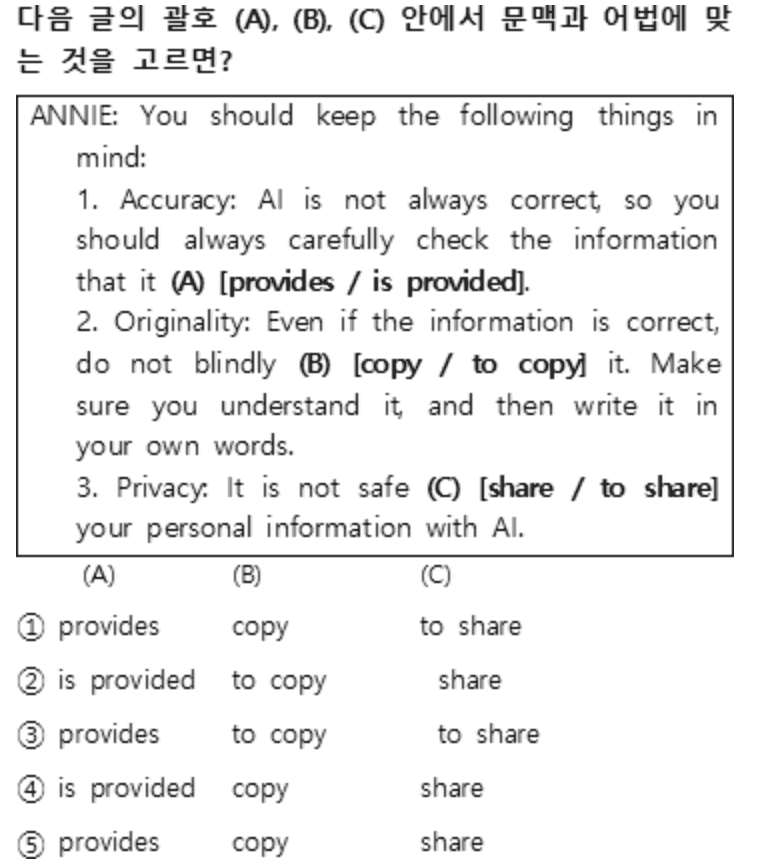 다음 글의 괄호 (A), (B), (C) 안에서 문맥과 어법에 맞
는 것을 고르면?
ANNIE: You should keep the following things in
mind:
1. Accuracy: AI is not always correct, so you
should always carefully check the information
that it (A) [provides / is provided].
2. Originality: Even if the information is correct,
do not blindly (B) [copy / to copy] it. Make
sure you understand it, and then write it in
your own words.
3. Privacy: It is not safe (C) [share / to share]
your personal information with AI.
(A) (B) (C)
① provides copy to share
② is provided to copy share
③ provides to copy to share
④ is provided copy share
⑤ provides copy share